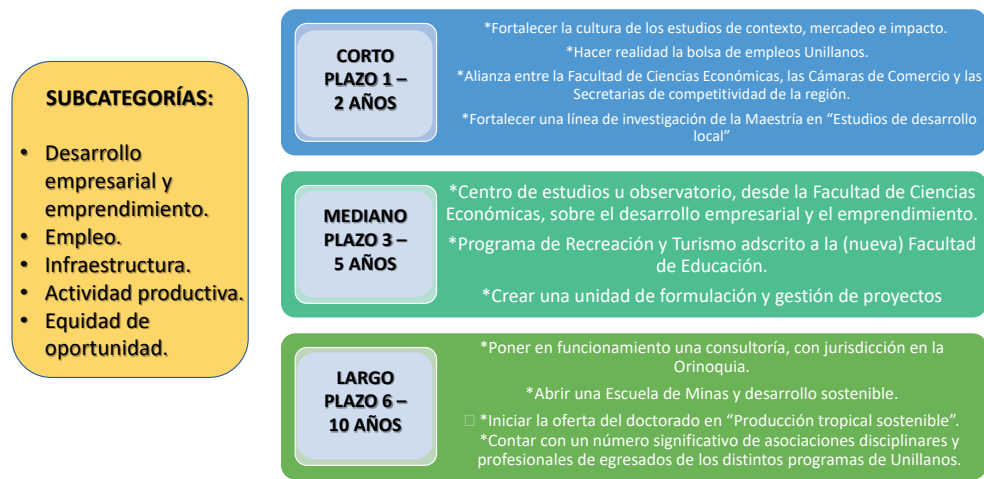 SUBCATEGORÍAS:
• Desarrollo
empresarial y
emprendimiento.
• Empleo.
• Infraestructura.
• Actividad productiva.
• Equidad de
oportunidad.
CORTO
PLAZO 1 –
2 AÑOS
*Fortalecer la cultura de los estudios de contexto, mercadeo e impacto.
*Hacer realidad la bolsa de empleos Unillanos.
*Alianza entre la Facultad de Ciencias Económicas, las Cámaras de Comercio y las
Secretarias de competitividad de la región.
*Fortalecer una línea de investigación de la Maestría en “Estudios de desarrollo
local”
MEDIANO
PLAZO 3 –
5 AÑOS
*Centro de estudios u observatorio, desde la Facultad de Ciencias
Económicas, sobre el desarrollo empresarial y el emprendimiento.
*Programa de Recreación y Turismo adscrito a la (nueva) Facultad
de Educación.
*Crear una unidad de formulación y gestión de proyectos
LARGO
PLAZO 6 –
10 AÑOS
*Poner en funcionamiento una consultoría, con jurisdicción en la
Orinoquia.
*Abrir una Escuela de Minas y desarrollo sostenible.
□ *Iniciar la oferta del doctorado en “Producción tropical sostenible”.
*Contar con un número significativo de asociaciones disciplinares y
profesionales de egresados de los distintos programas de Unillanos.